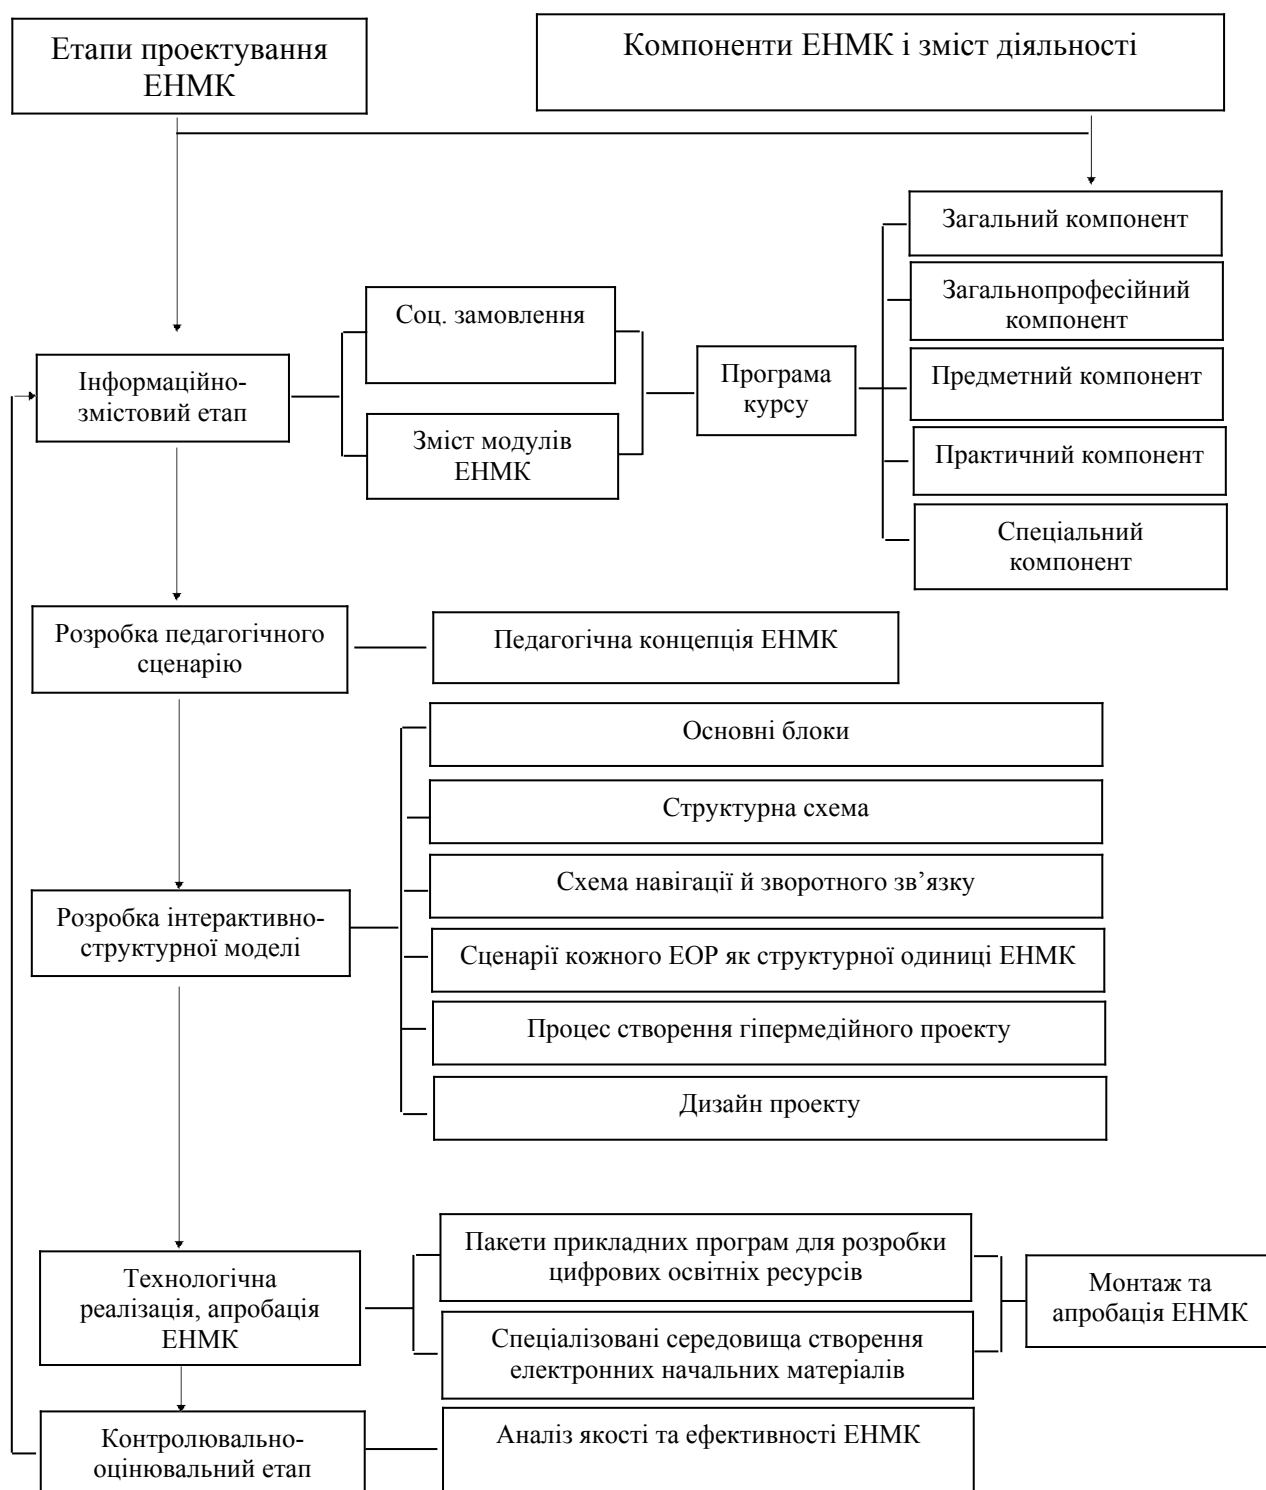 Етапи проектування
ЕНМК
Компоненти ЕНМК і зміст діяльності
Загальний компонент
Загальнопрофесійний
компонент
Предметний компонент
Практичний компонент
Спеціальний
компонент
Соц. замовлення
Зміст модулів
ЕНМК
Програма
курсу
Інформаційно-
змістовий етап
Розробка педагогічного
сценарію
Педагогічна концепція ЕНМК
Основні блоки
Структурна схема
Схема навігації й зворотного зв’язку
Сценарії кожного ЕОР як структурної одиниці ЕНМК
Процес створення гіпермедійного проекту
Дизайн проекту
Розробка інтерактивно-
структурної моделі
Технологічна
реалізація, апробація
ЕНМК
Пакети прикладних програм для розробки
цифрових освітніх ресурсів
Спеціалізовані середовища створення
електронних начальних матеріалів
Монтаж та
апробація ЕНМК
Контролювально-
оцінювальний етап
Аналіз якості та ефективності ЕНМК